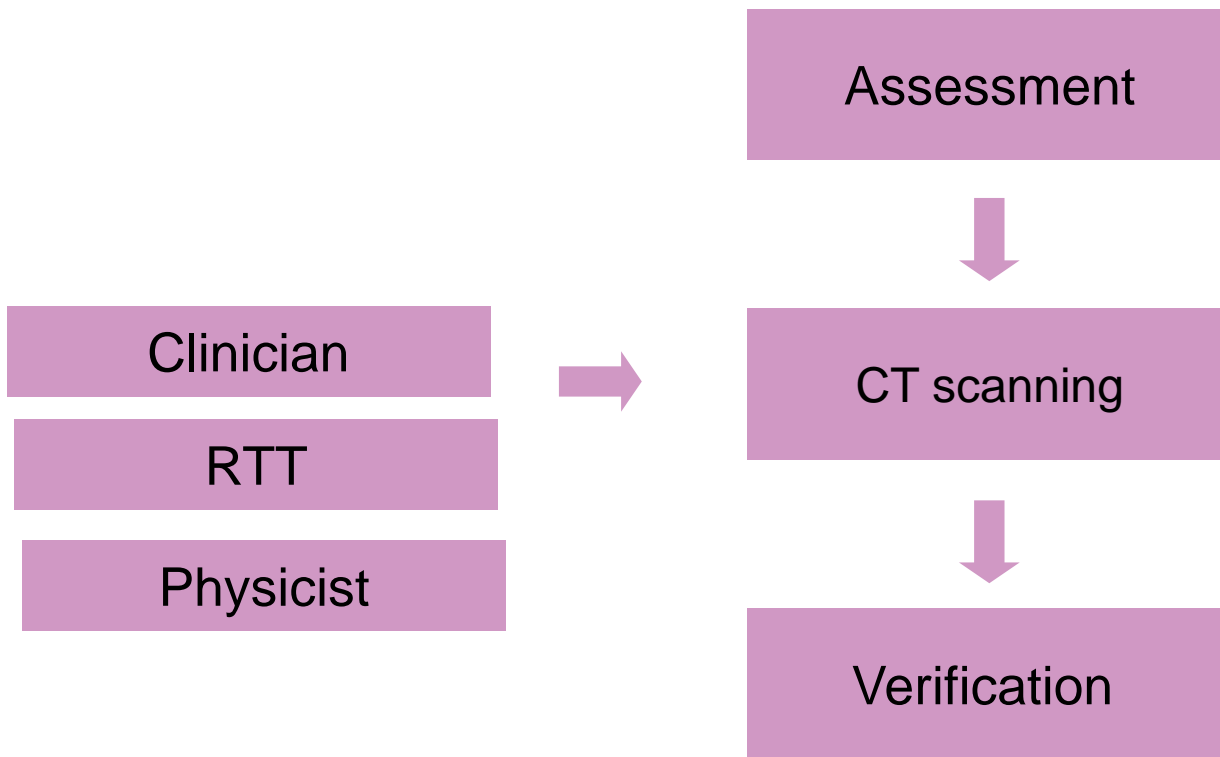 Assessment
Clinician
CT scanning
RTT
Physicist
Verification